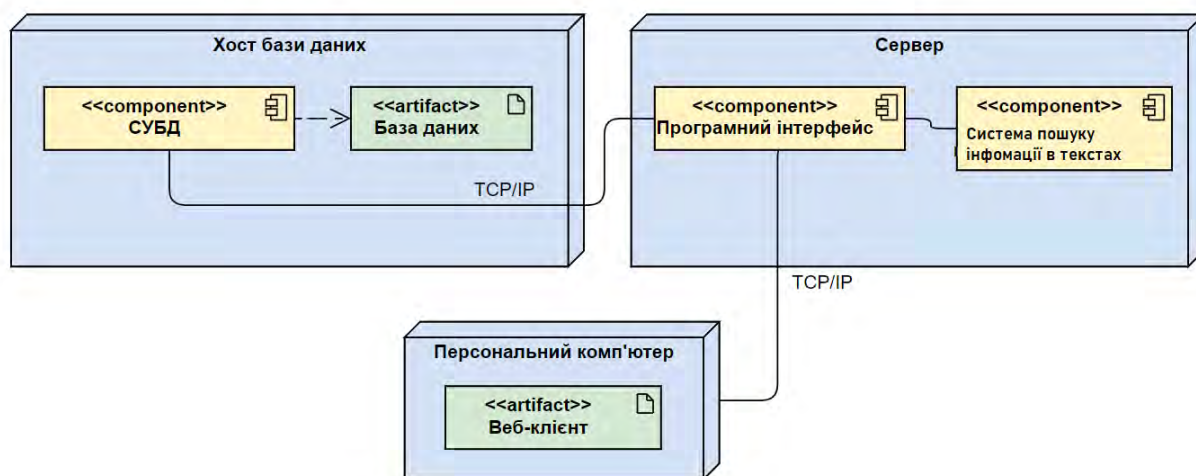 Хост бази даних
<<component>>
СУБД
<<artifact>>
База даних
TCP/IP
Сервер
<<component>>
Програмний інтерфейс
<<component>>
Система пошуку
інфомації в текстах
TCP/IP
Персональний комп'ютер
<<artifact>>
Веб-клієнт